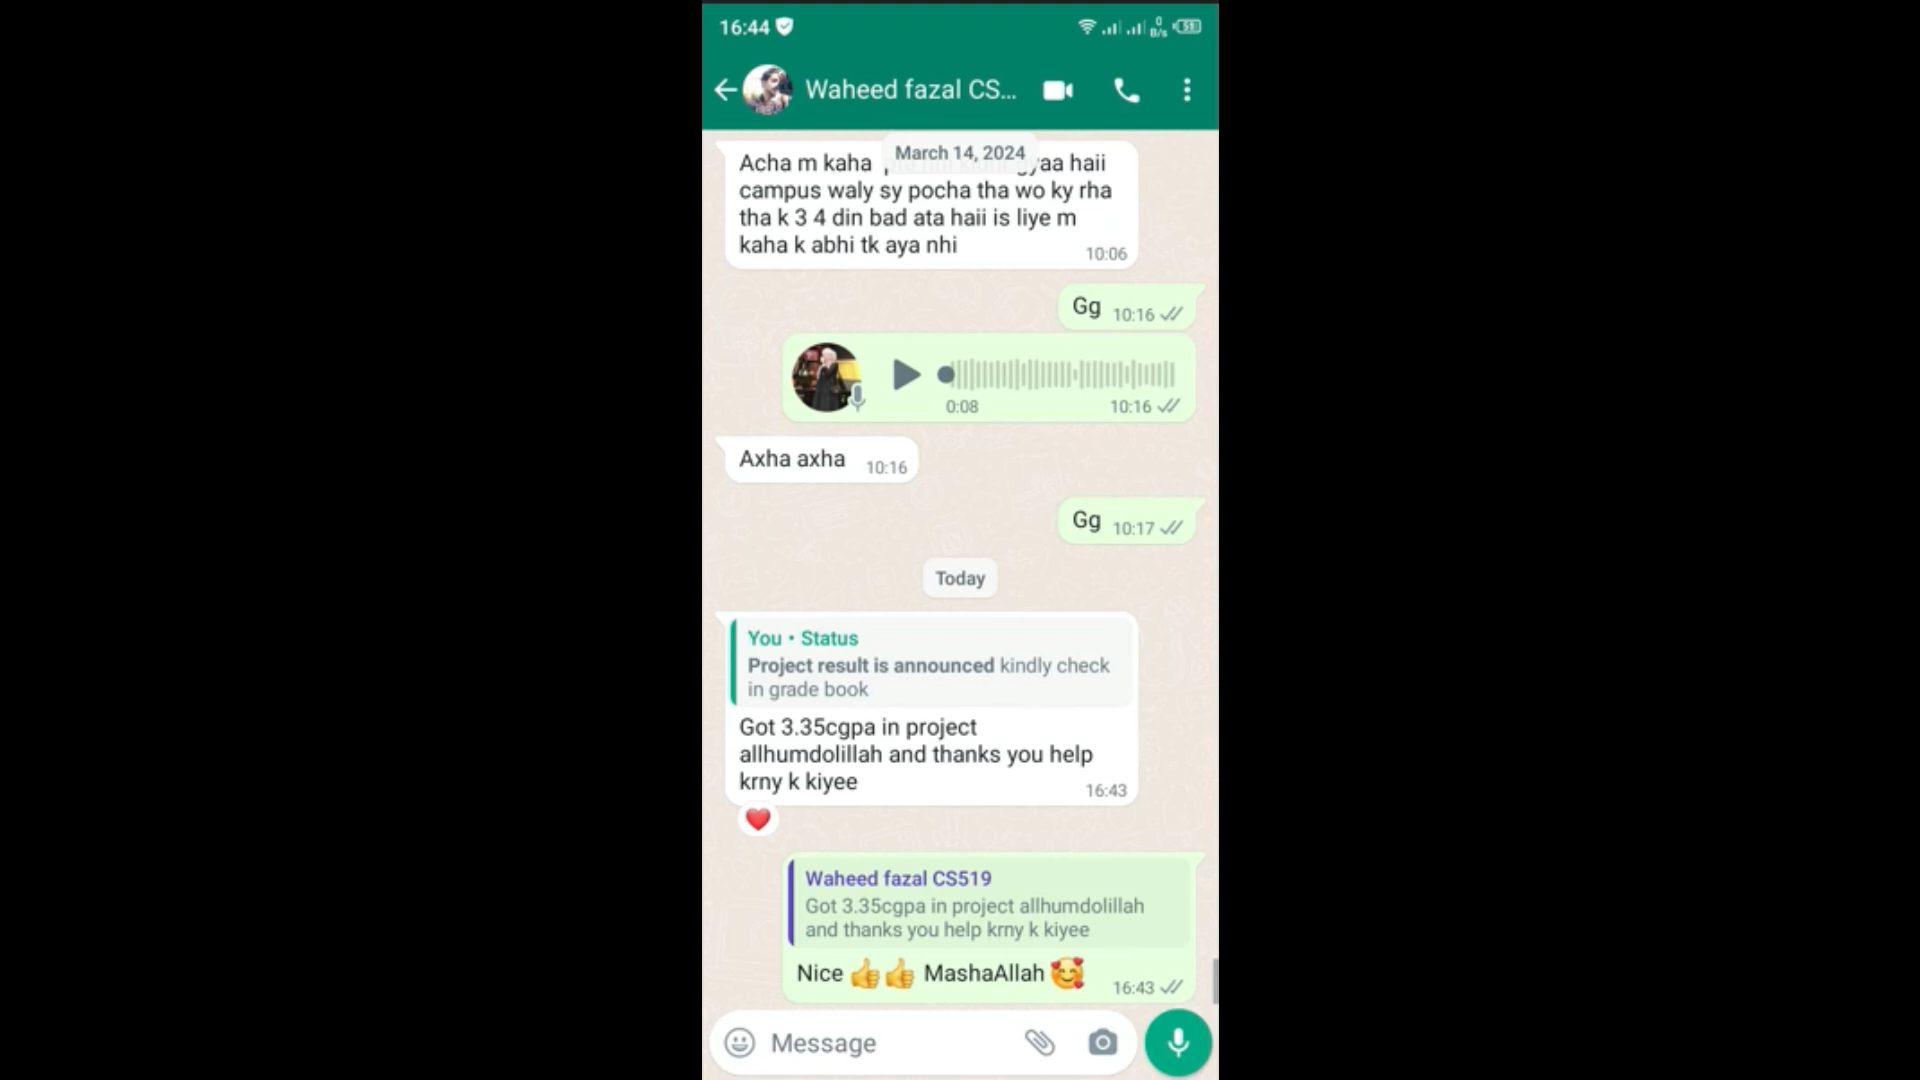 16:44
0
B/s
51
Waheed fazal CS...
March 14, 2024
Acha m kaha gyaa haii
campus waly sy pocha tha wo ky rha
tha k 3 4 din bad ata haii is liye m
kaha k abhi tk aya nhi
10:06
Gg 10:16
0:08 10:16
Axha axha 10:16
Gg 10:17
Today
You • Status
Project result is announced kindly check
in grade book
Got 3.35cgpa in project
allhumdolillah and thanks you help
krny k kiyee
16:43
Waheed fazal CS519
Got 3.35cgpa in project allhumdolillah
and thanks you help krny k kiyee
Nice 👍👍 MashaAllah 🥰
16:43
Message